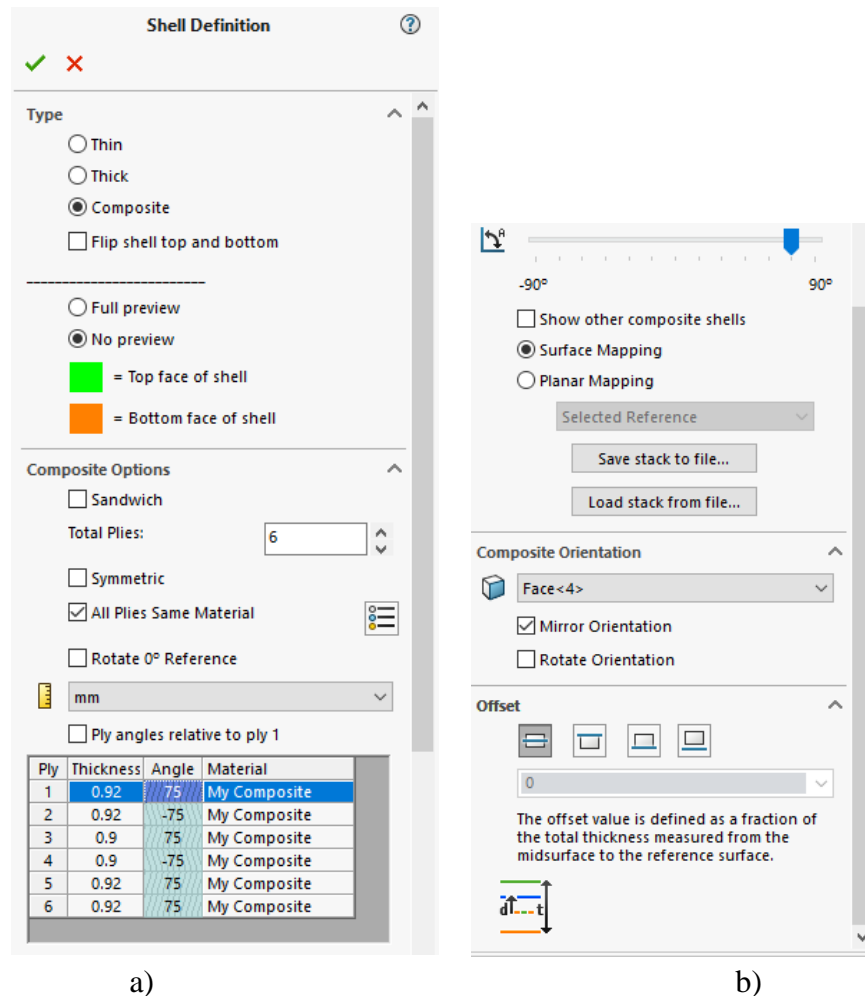 Shell Definition
?
Type
Thin
Thick
Composite
Flip shell top and bottom
Full preview
No preview
= Top face of shell
= Bottom face of shell
Composite Options
Sandwich
Total Plies: 6
Symmetric
All Plies Same Material
Rotate 0° Reference
mm
Ply angles relative to ply 1
Ply Thickness Angle Material
1 0.92 75 My Composite
2 0.92 -75 My Composite
3 0.9 75 My Composite
4 0.9 -75 My Composite
5 0.92 75 My Composite
6 0.92 75 My Composite
a)
A
-90° 90°
Show other composite shells
Surface Mapping
Planar Mapping
Selected Reference
Save stack to file...
Load stack from file...
Composite Orientation
Face<4>
Mirror Orientation
Rotate Orientation
Offset
0
The offset value is defined as a fraction of
the total thickness measured from the
midsurface to the reference surface.
d t
b)